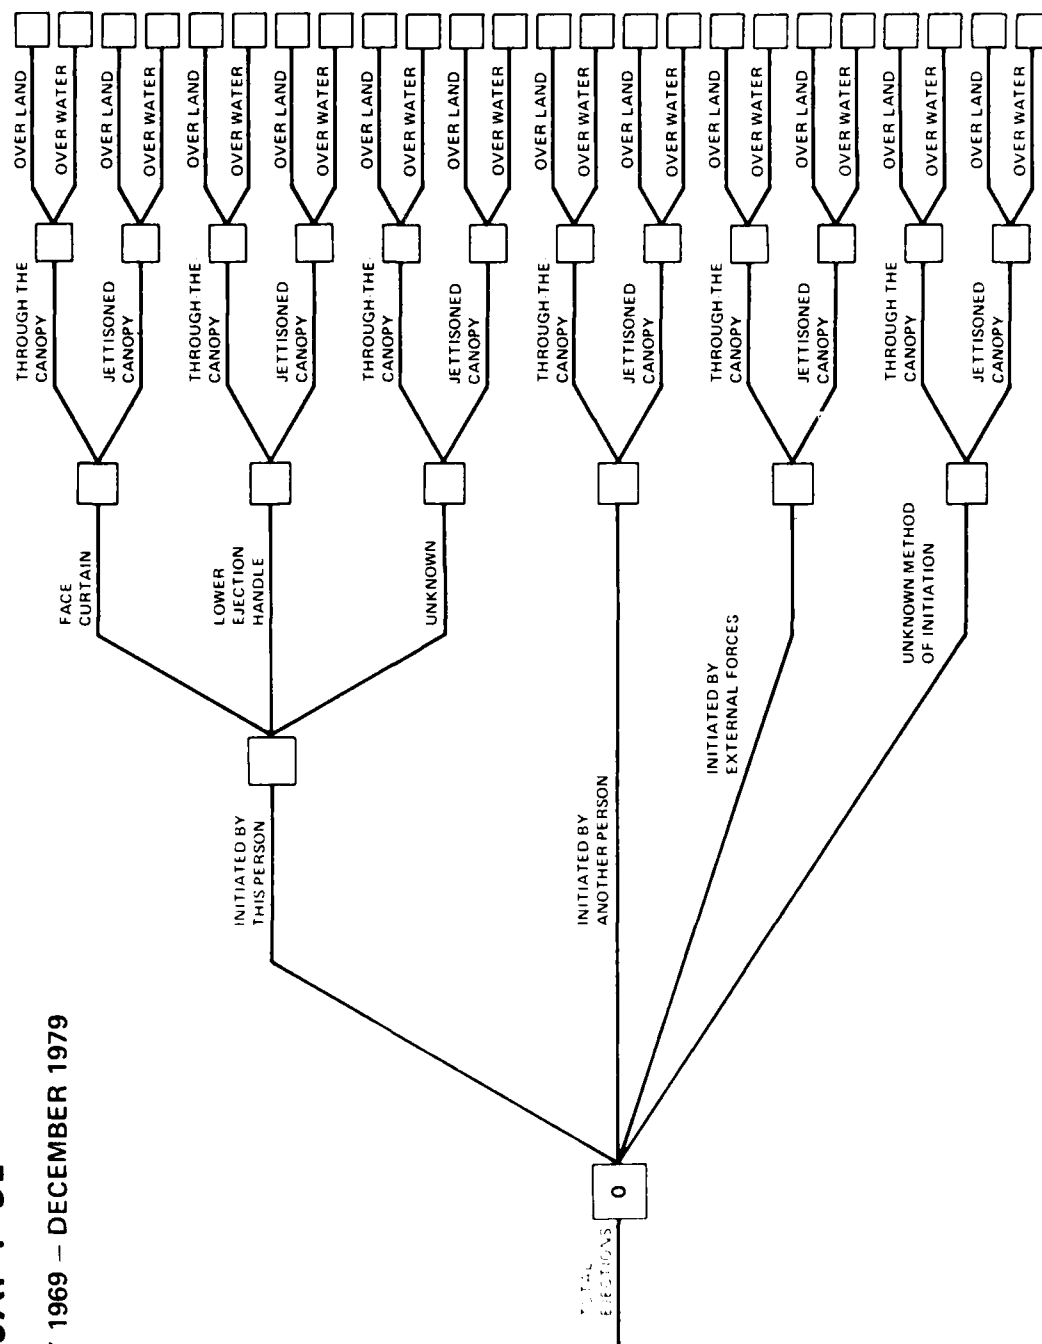 1969 – DECEMBER 1979
TOTAL
EJECTIONS
0
INITIATED BY
THIS PERSON
INITIATED BY
ANOTHER PERSON
INITIATED BY
EXTERNAL FORCES
UNKNOWN METHOD
OF INITIATION
FACE
CURTAIN
LOWER
EJECTION
HANDLE
UNKNOWN
THROUGH THE
CANOPY
JETTISONED
CANOPY
THROUGH THE
CANOPY
JETTISONED
CANOPY
THROUGH THE
CANOPY
JETTISONED
CANOPY
THROUGH THE
CANOPY
JETTISONED
CANOPY
THROUGH THE
CANOPY
JETTISONED
CANOPY
THROUGH THE
CANOPY
JETTISONED
CANOPY
OVER LAND
OVER WATER
OVER LAND
OVER WATER
OVER LAND
OVER WATER
OVER LAND
OVER WATER
OVER LAND
OVER WATER
OVER LAND
OVER WATER
OVER LAND
OVER WATER
OVER LAND
OVER WATER
OVER LAND
OVER WATER
OVER LAND
OVER WATER
OVER LAND
OVER WATER
OVER LAND
OVER WATER